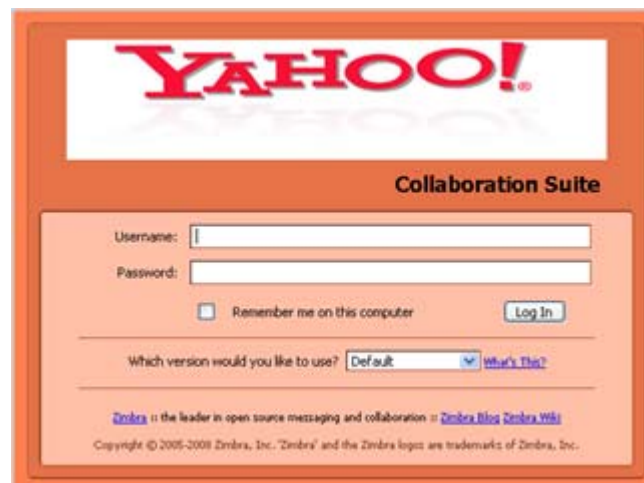 YAHOO!®
Collaboration Suite
Username:
Password:
Remember me on this computer Log In
Which version would you like to use? Default What's This?
Zimbra :: the leader in open source messaging and collaboration :: Zimbra Blog Zimbra Wiki
Copyright © 2005-2008 Zimbra, Inc. 'Zimbra' and the Zimbra logos are trademarks of Zimbra, Inc.